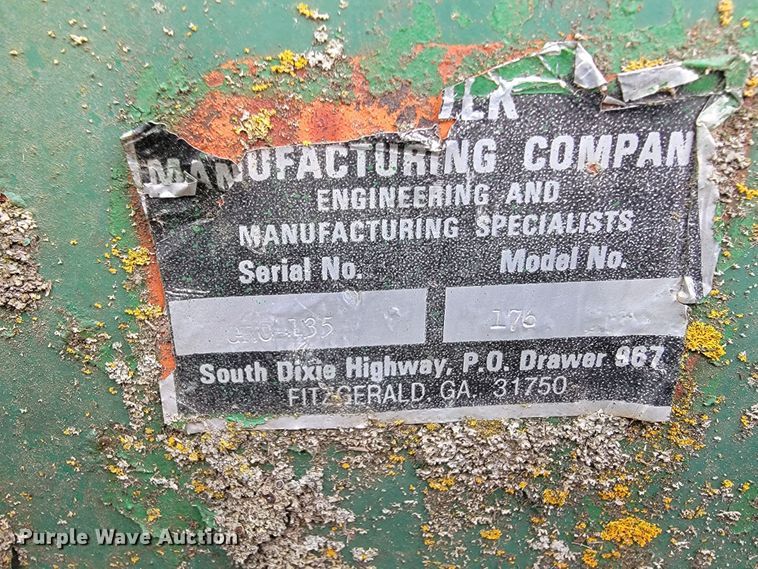 MANUFACTURING COMPAN
ENGINEERING AND
MANUFACTURING SPECIALISTS
Serial No. Model No.
176
South Dixie Highway, P.O. Drawer 967
FITZGERALD, GA. 31750
Purple Wave Auction